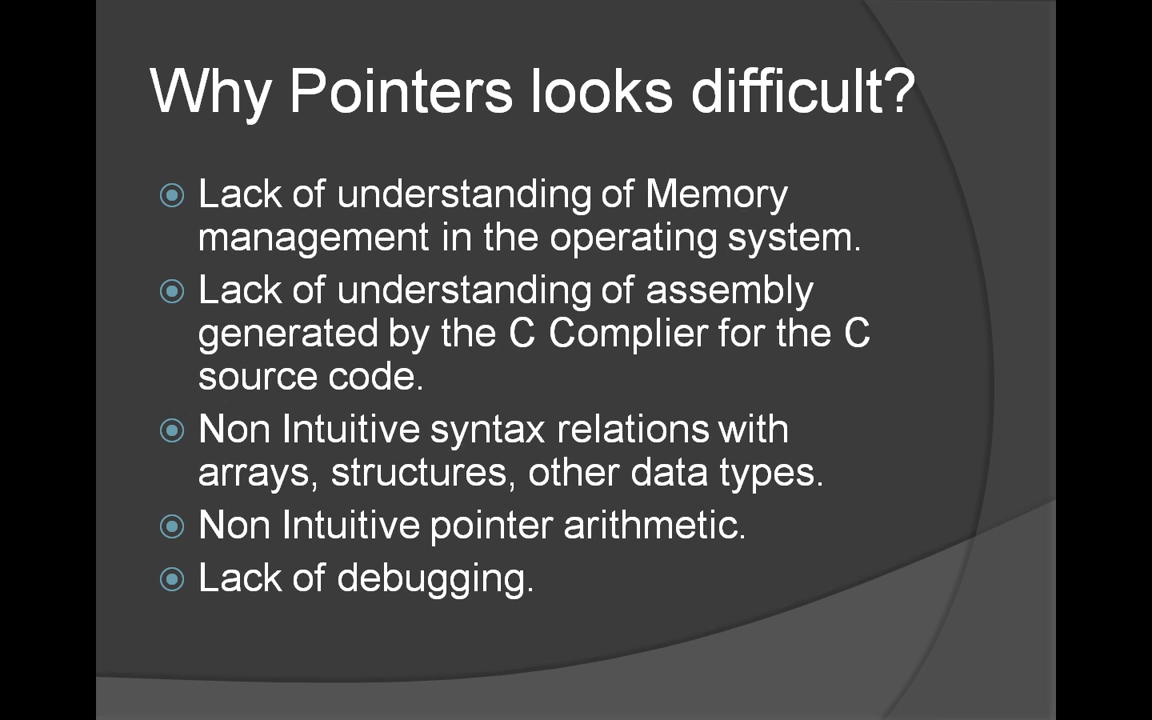 Why Pointers looks difficult?
Lack of understanding of Memory
management in the operating system.
Lack of understanding of assembly
generated by the C Complier for the C
source code.
Non Intuitive syntax relations with
arrays, structures, other data types.
Non Intuitive pointer arithmetic.
Lack of debugging.